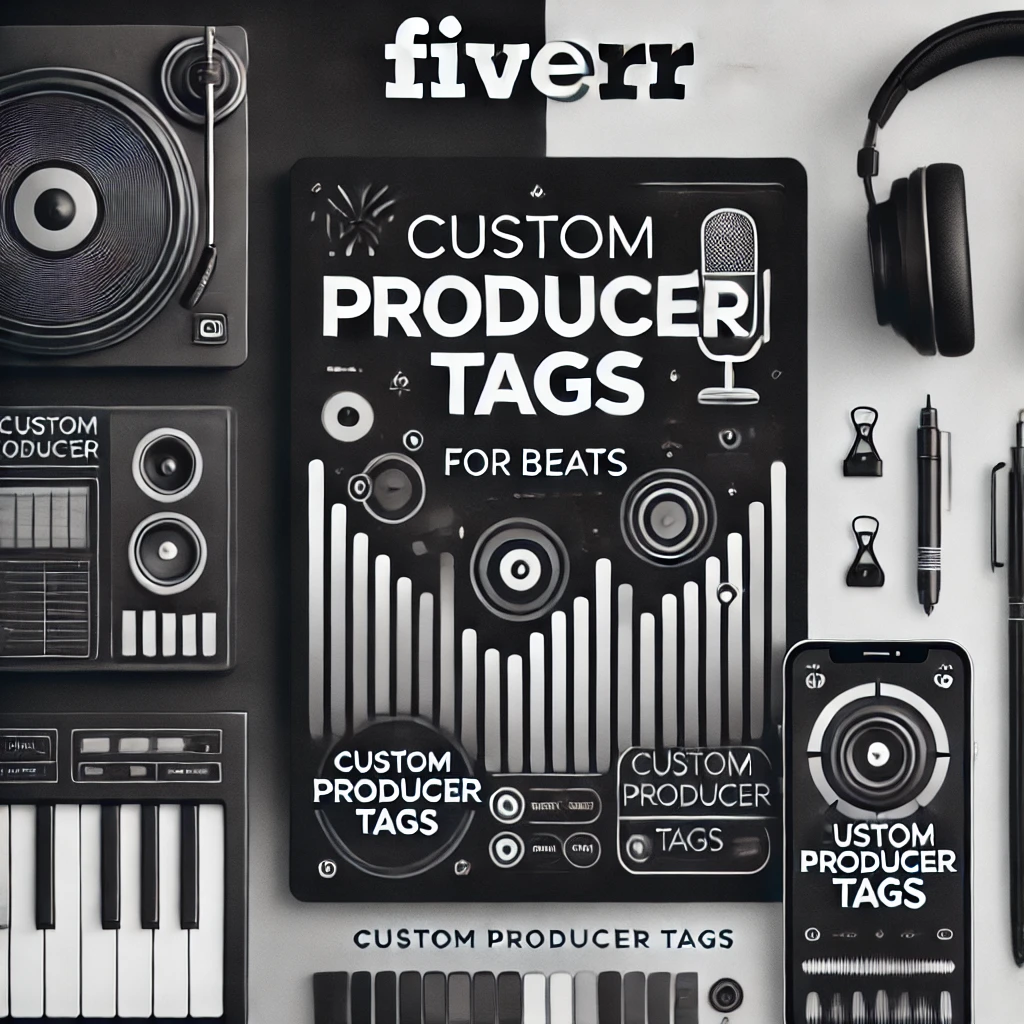 fiverr
CUSTOM
PRODUCER
TAGS
FOR BEATS
CUSTOM
ODUCER
CUSTOM
PRODUCER
TAGS
CUSTOM
PRODUCER
TAGS
USTOM
PRODUCER
TAGS
CUSTOM PRODUCER TAGS